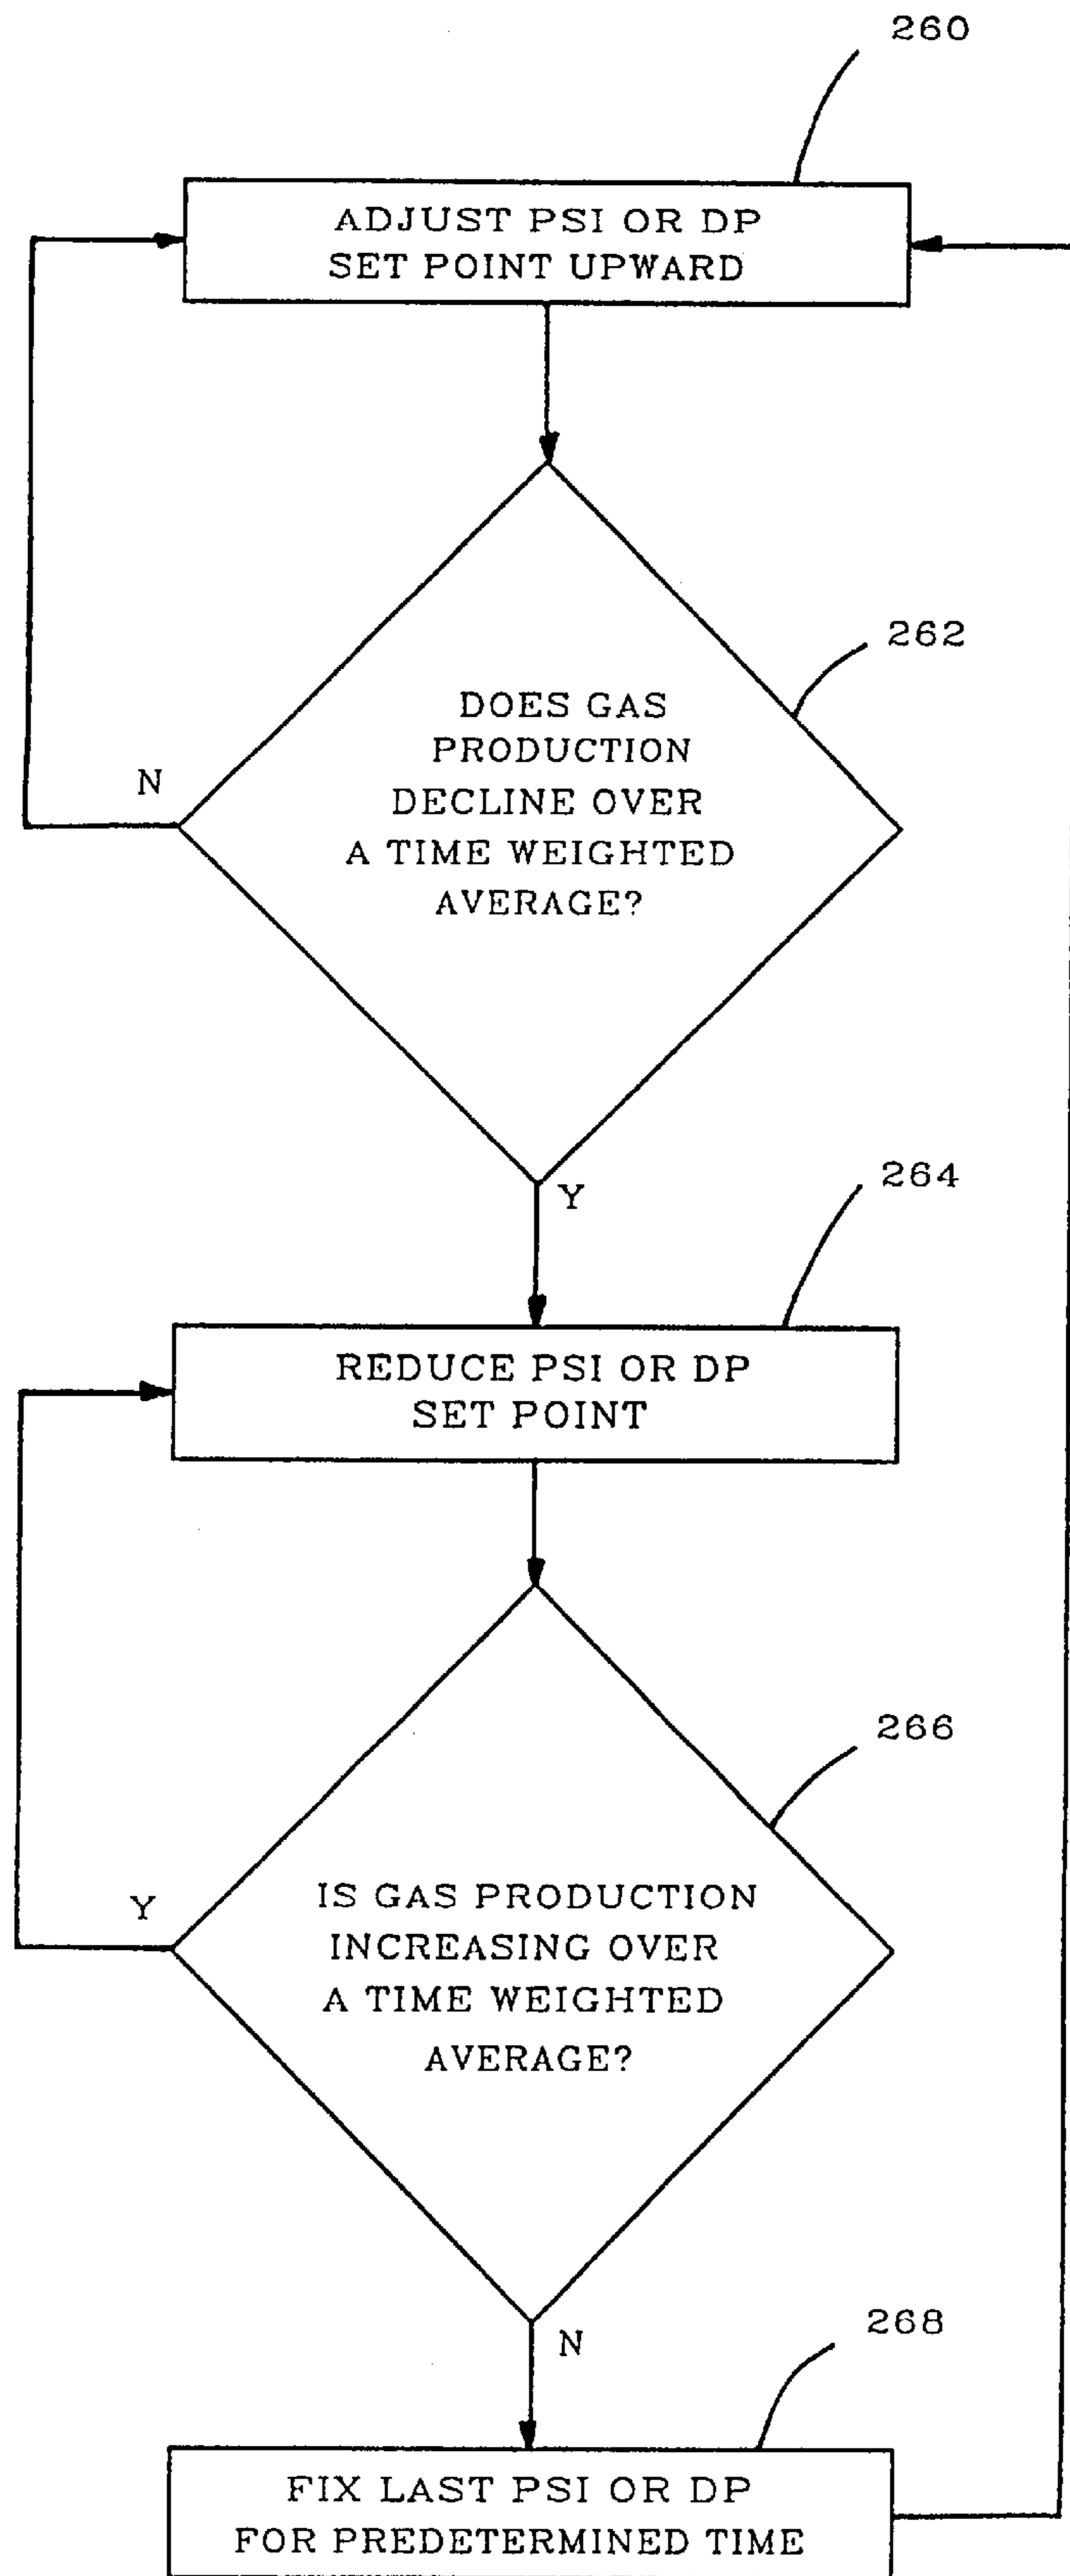 260
ADJUST PSI OR DP
SET POINT UPWARD
262
DOES GAS
PRODUCTION
DECLINE OVER
A TIME WEIGHTED
AVERAGE?
N
Y
264
REDUCE PSI OR DP
SET POINT
266
IS GAS PRODUCTION
INCREASING OVER
A TIME WEIGHTED
AVERAGE?
Y
N
268
FIX LAST PSI OR DP
FOR PREDETERMINED TIME